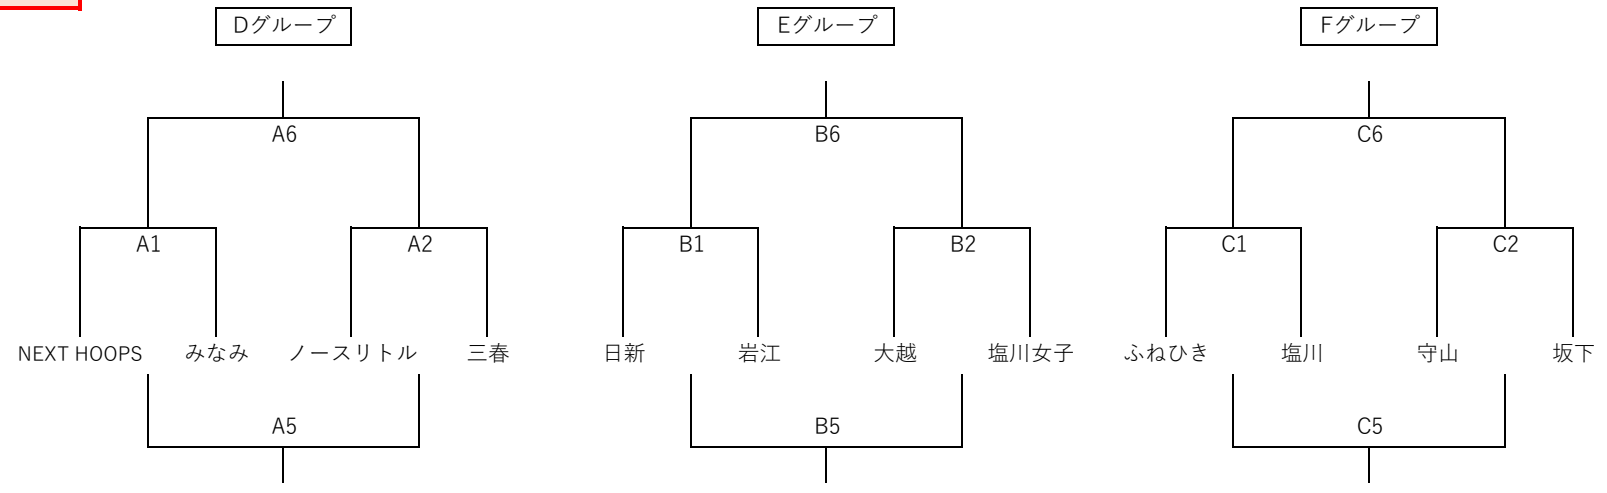 Dグループ Eグループ Fグループ
A6 B6 C6
A1 A2 B1 B2 C1 C2
NEXT HOOPS みなみ ノースリトル 三春 日新 岩江 大越 塩川女子 ふねひき 塩川 守山 坂下
A5 B5 C5